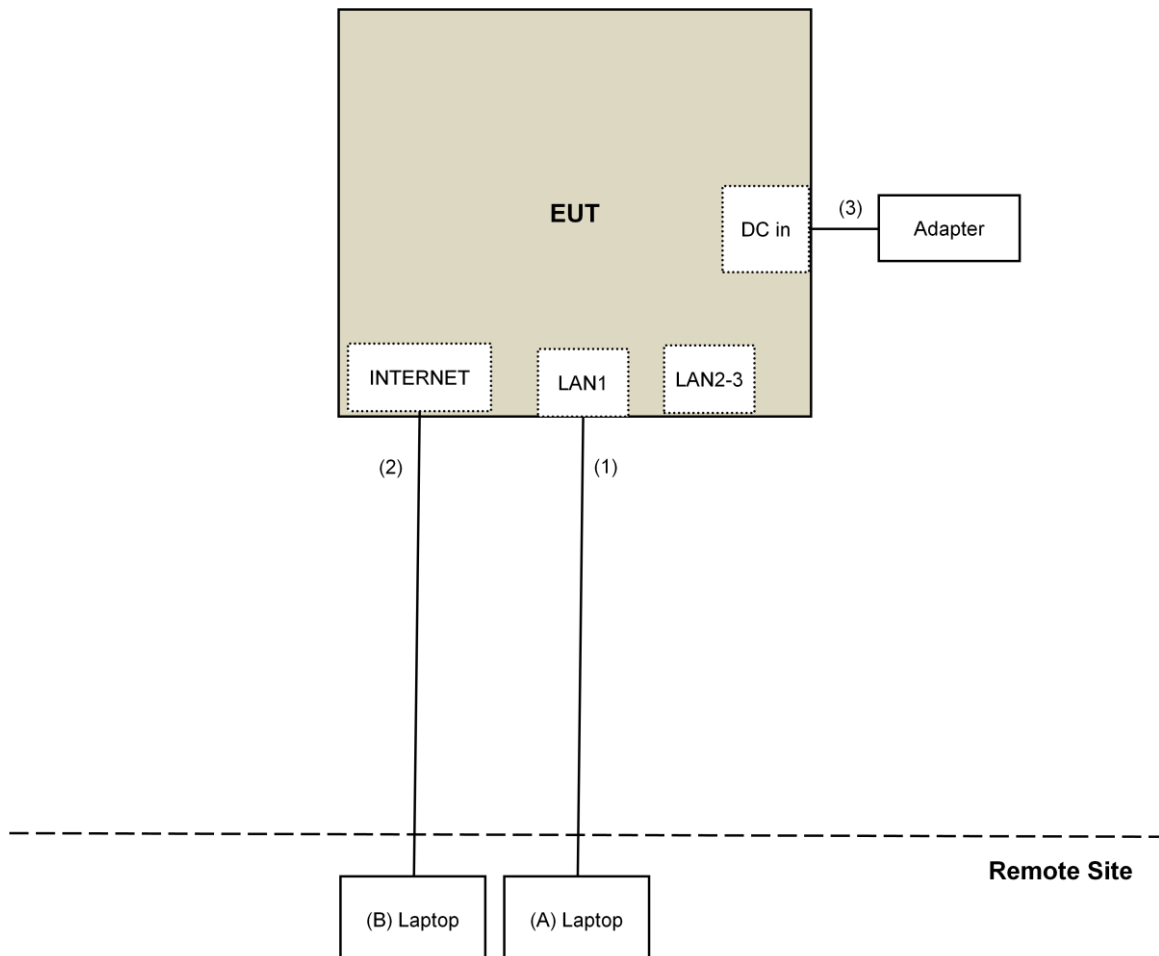 EUT
DC in
(3)
Adapter
INTERNET
LAN1
LAN2-3
(2)
(1)
Remote Site
(B) Laptop
(A) Laptop